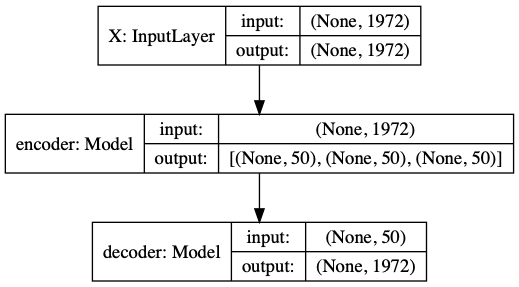 X: InputLayer
input: (None, 1972)
output: (None, 1972)
encoder: Model
input: (None, 1972)
output: [(None, 50), (None, 50), (None, 50)]
decoder: Model
input: (None, 50)
output: (None, 1972)